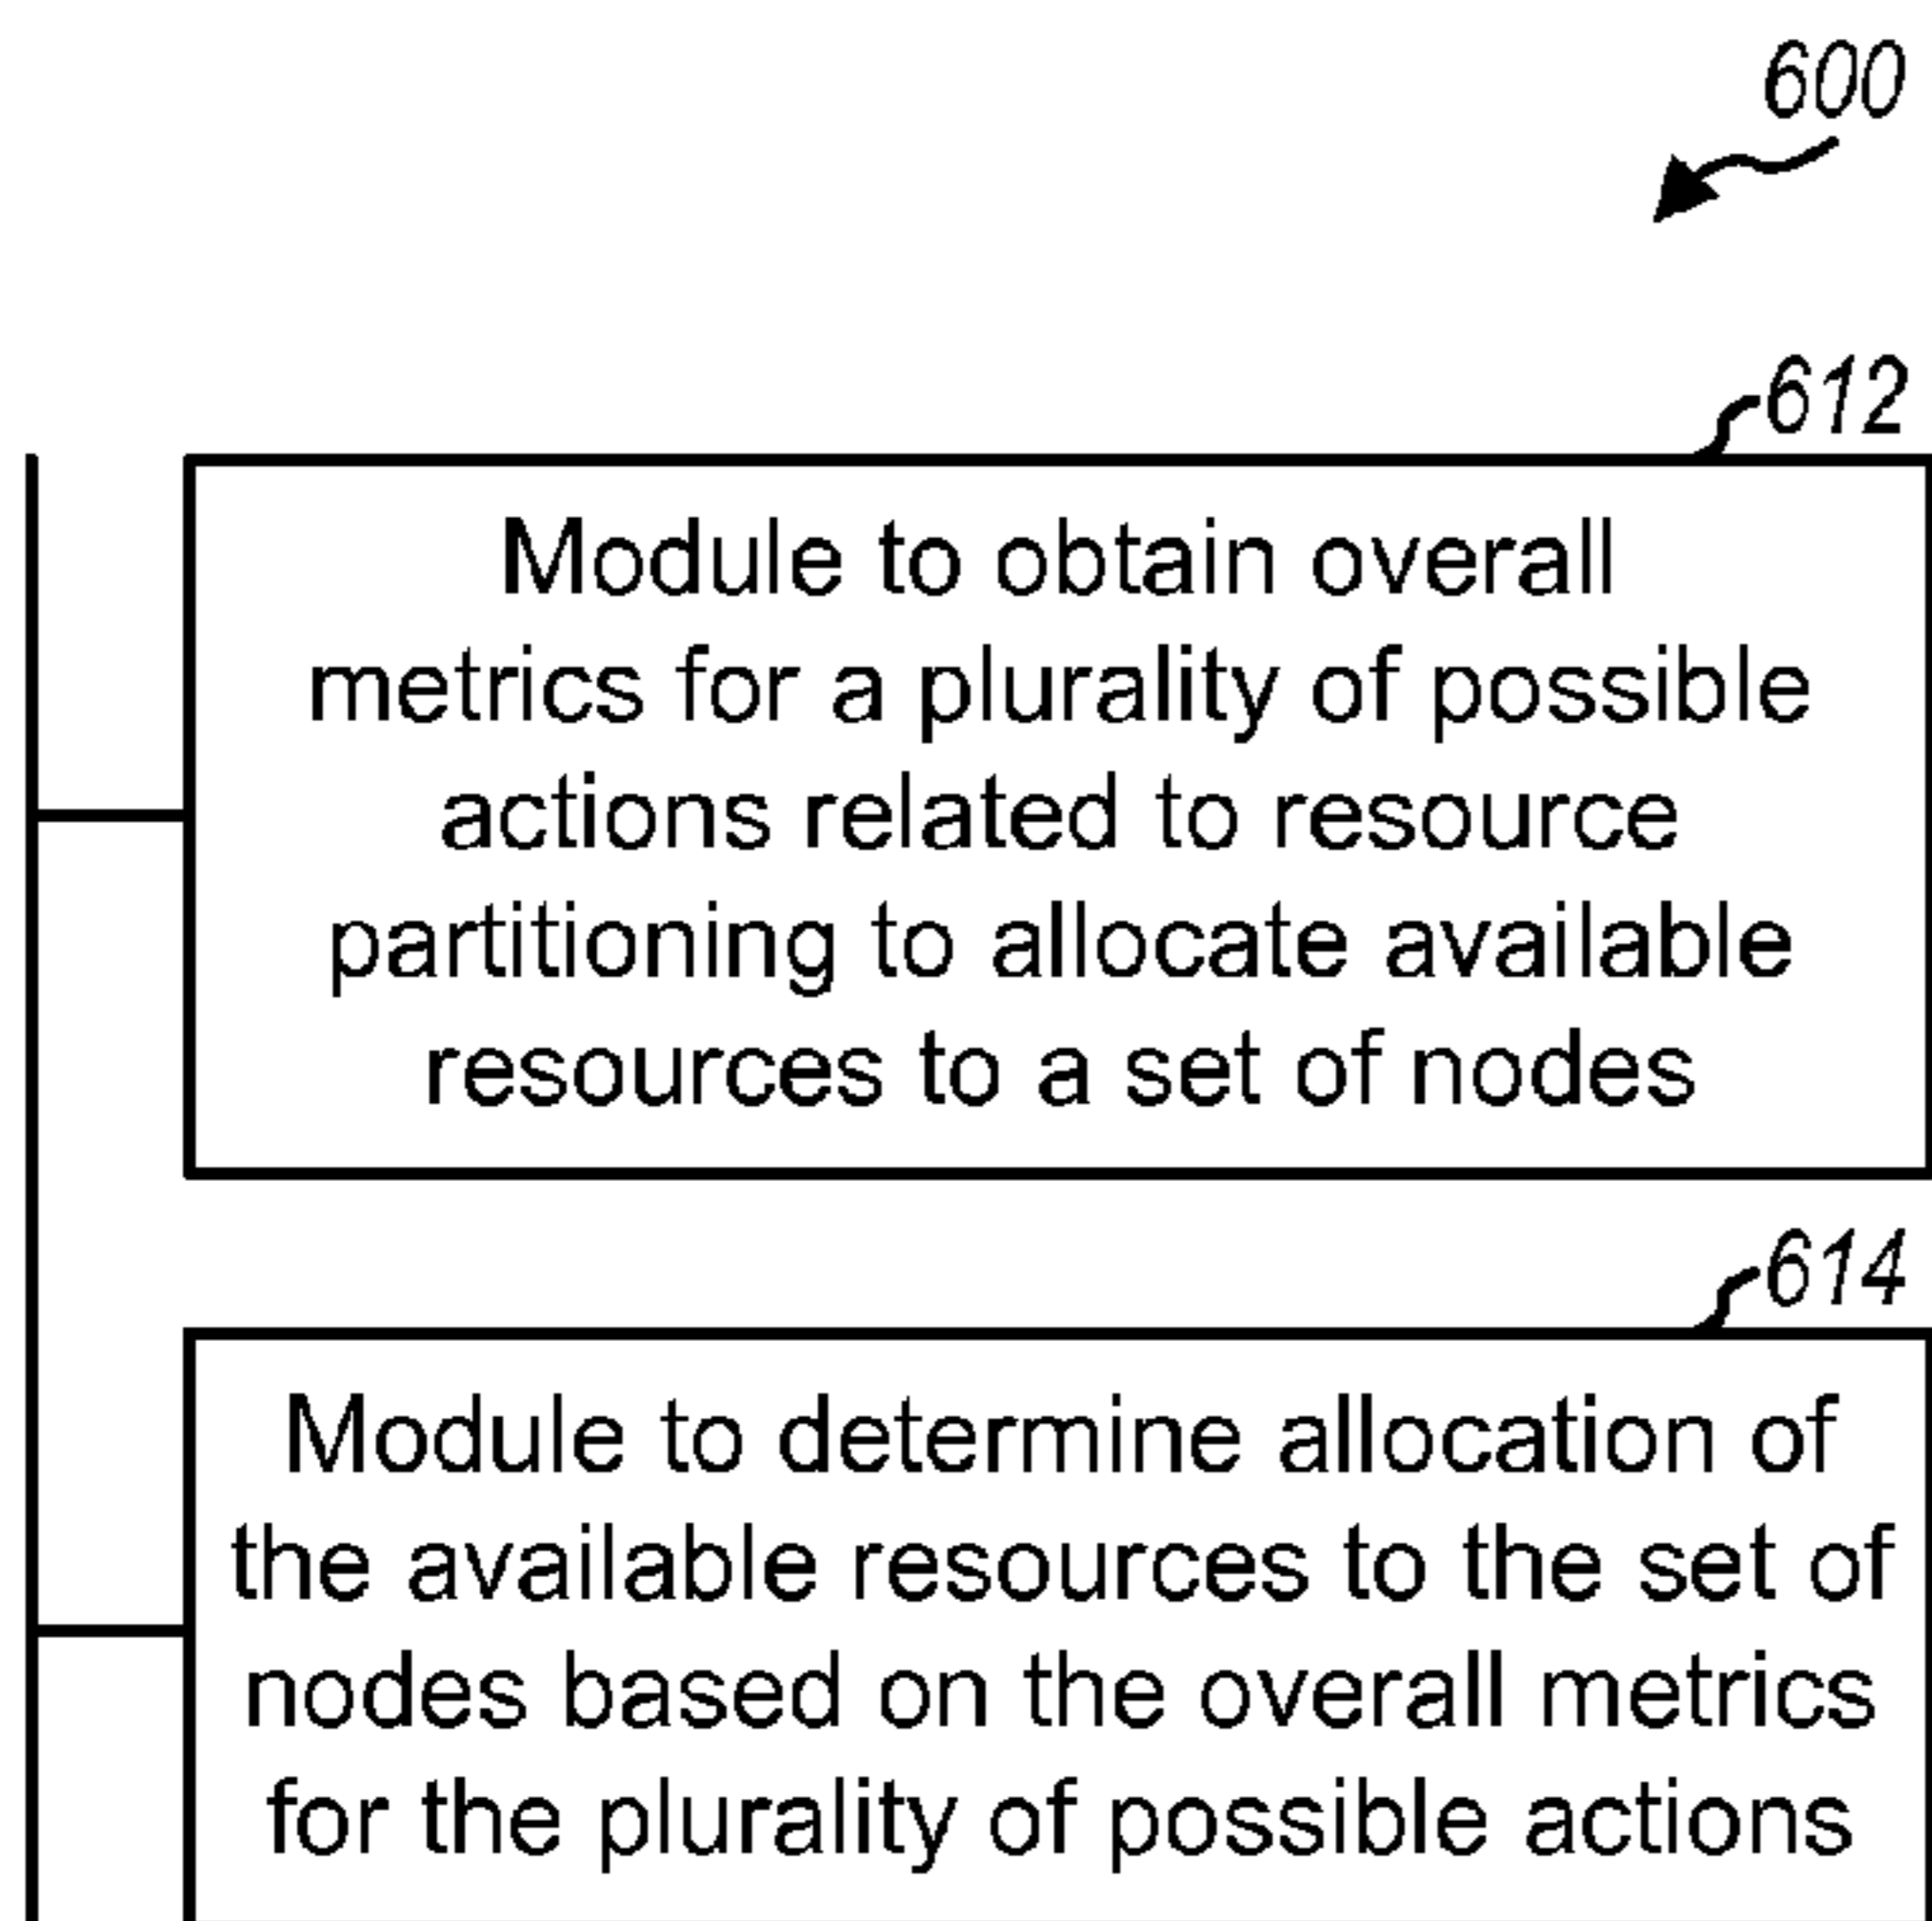 600
612
Module to obtain overall
metrics for a plurality of possible
actions related to resource
partitioning to allocate available
resources to a set of nodes
614
Module to determine allocation of
the available resources to the set of
nodes based on the overall metrics
for the plurality of possible actions